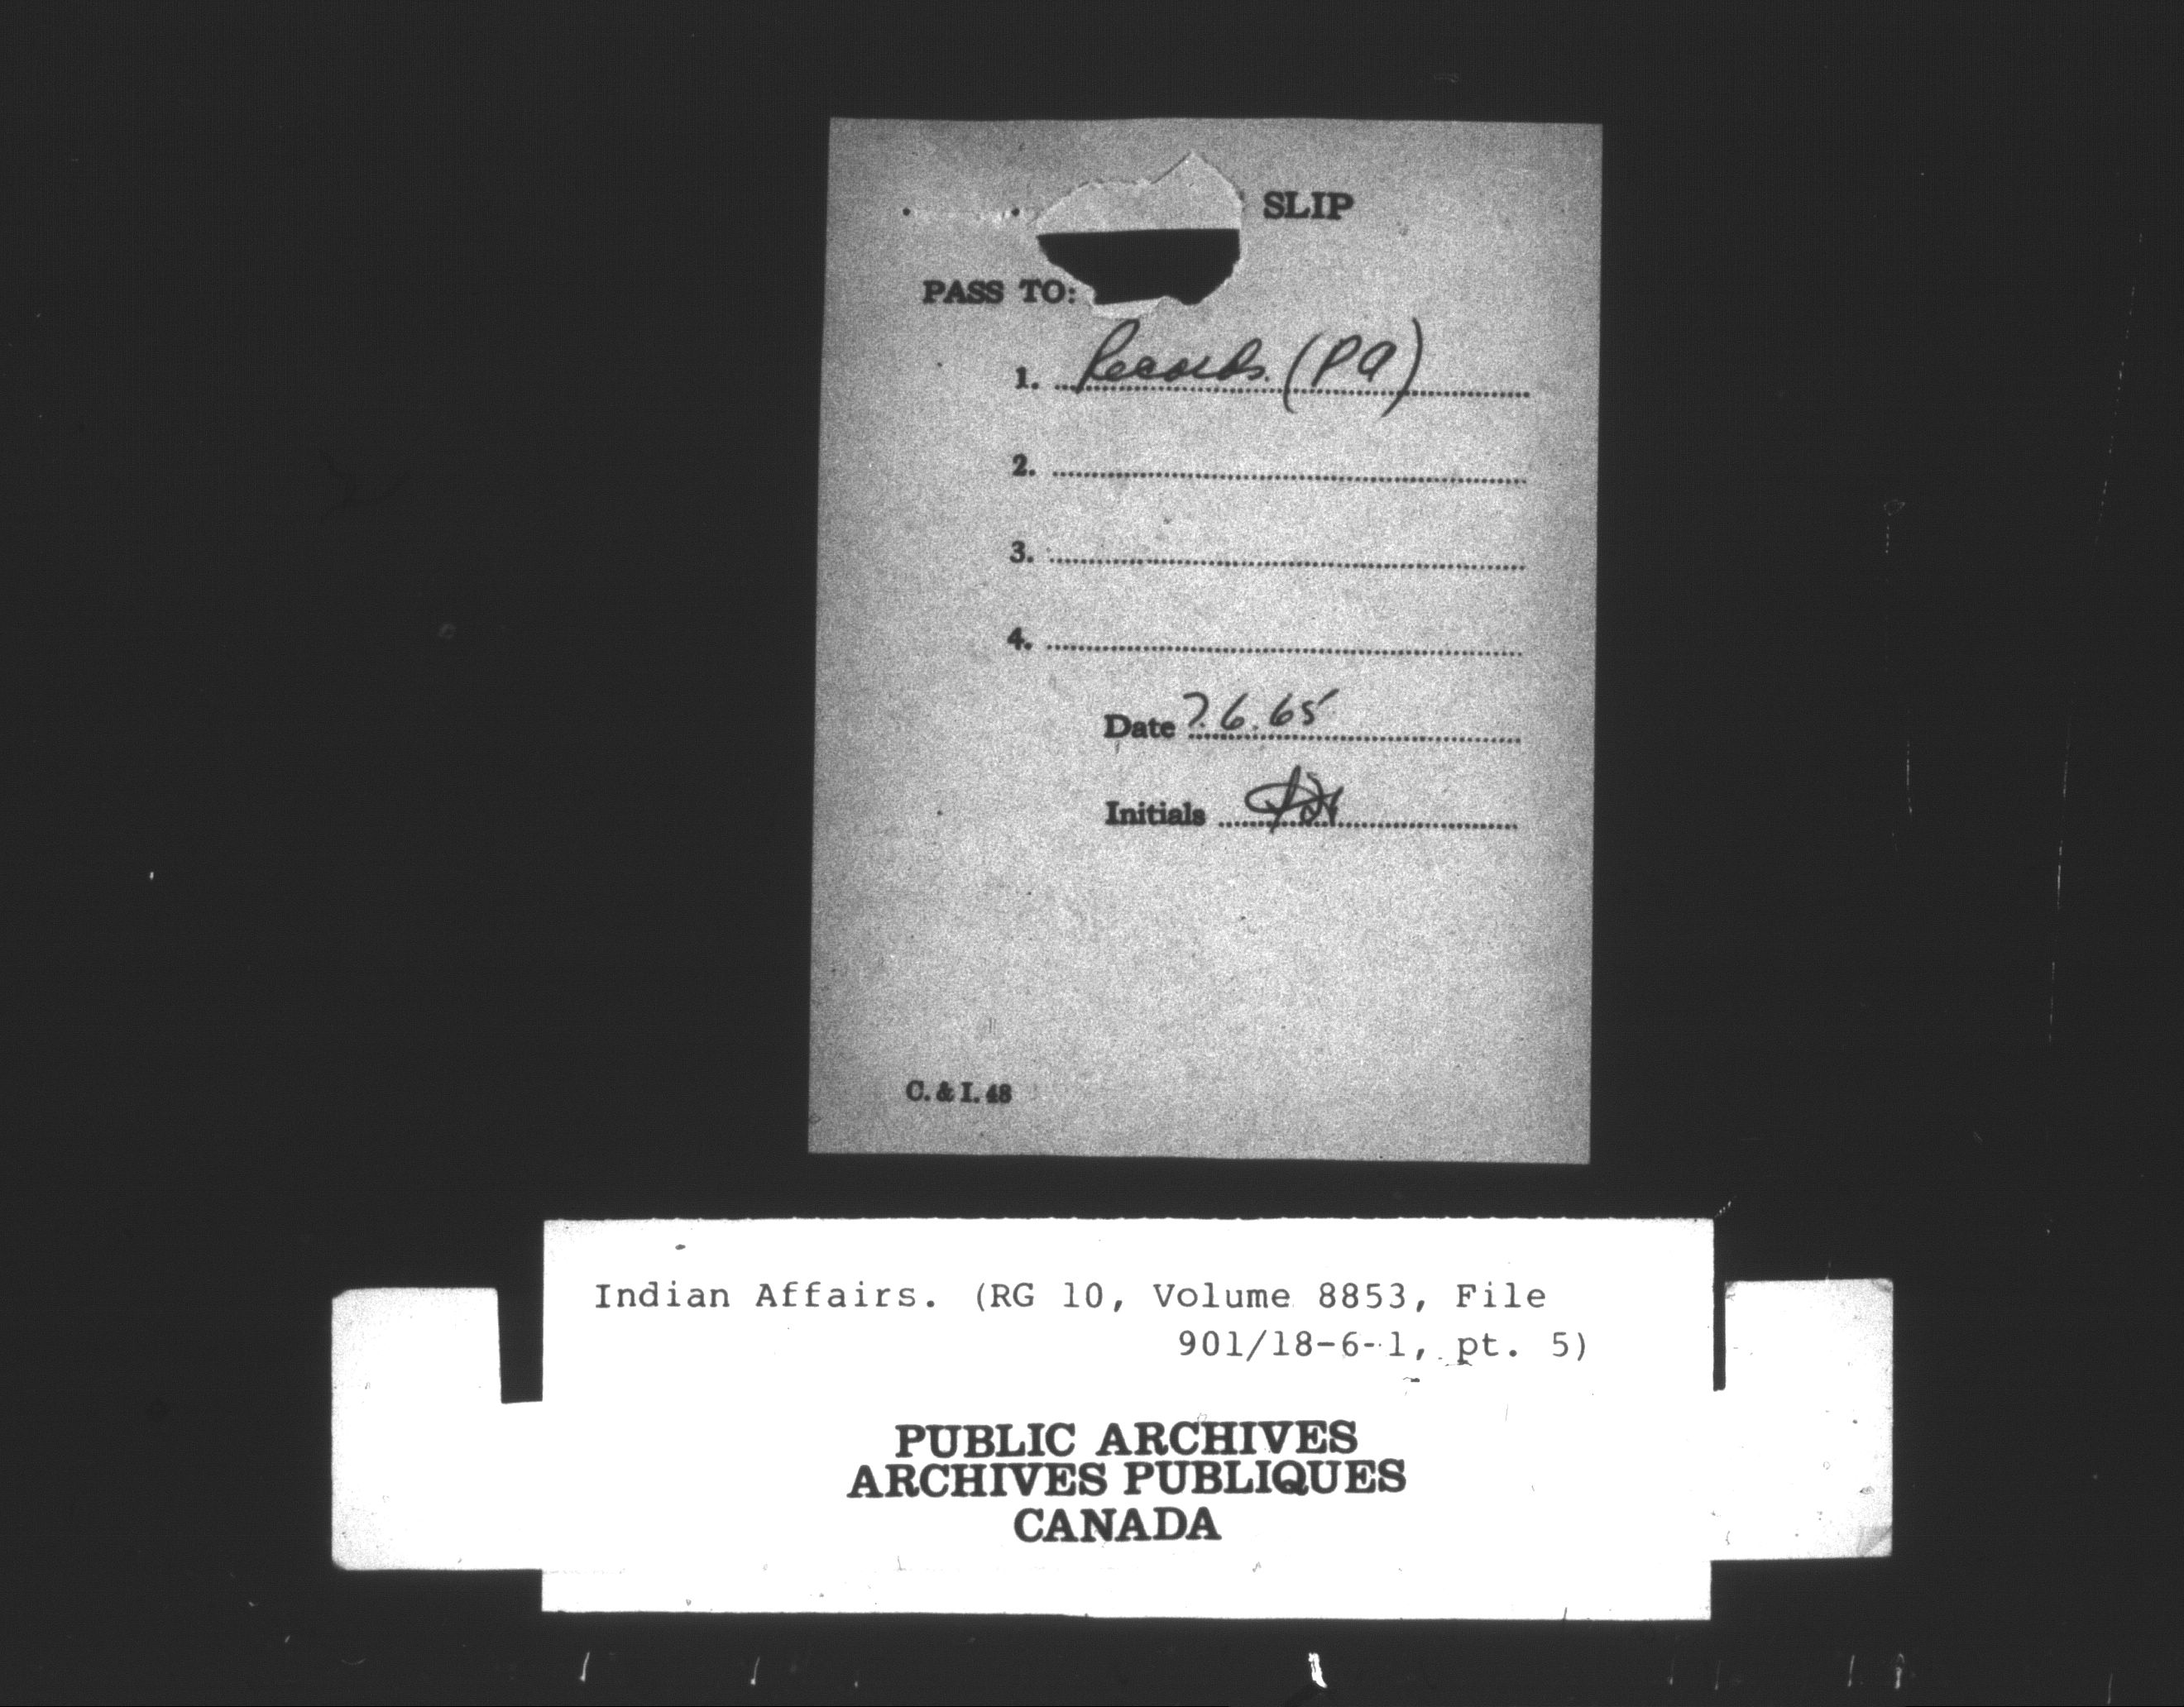 SLIP
PASS TO:
1. Records. (PA)
2.
3.
4.
Date 7.6.65
Initials
C. & I. 48
Indian Affairs. (RG 10, Volume 8853, File
901/18-6-1, pt. 5)
PUBLIC ARCHIVES
ARCHIVES PUBLIQUES
CANADA